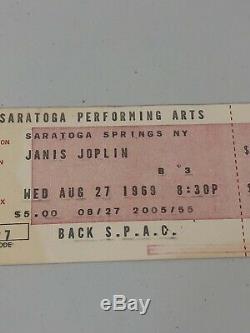 SARATOGA PERFORMING ARTS
SARATOGA SPRINGS NY
JANIS JOPLIN
B 3
WED AUG 27 1969 8:30P
$5.00 08/27 2005/55
BACK S.P.A.C.
7